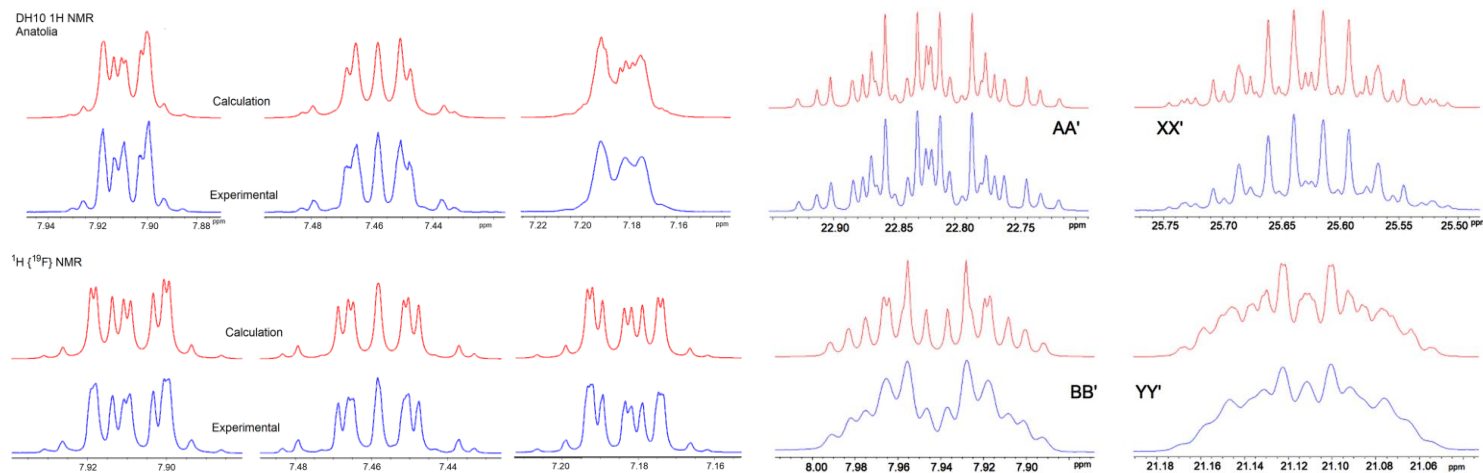 DH10 1H NMR
Anatolia
Calculation
Experimental
7.94 7.92 7.90 7.88 ppm
7.48 7.46 7.44 ppm
7.22 7.20 7.18 7.16 ppm
AA'
22.90 22.85 22.80 22.75 ppm
XX'
25.75 25.70 25.65 25.60 25.55 25.50 pp
¹H {¹⁹F} NMR
Calculation
Experimental
7.92 7.90
7.48 7.46 7.44
7.20 7.18 7.16
BB'
8.00 7.98 7.96 7.94 7.92 7.90 ppm
YY'
21.18 21.16 21.14 21.12 21.10 21.08 21.06 ppm